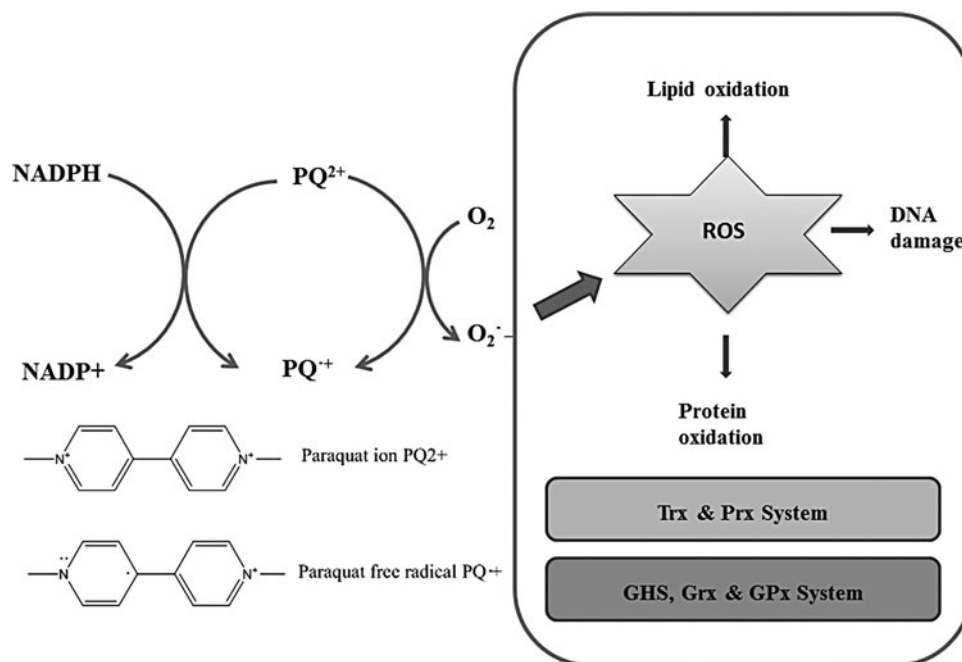 NADPH
PQ²⁺
O₂
NADP+
PQ·⁺
O₂·⁻
Lipid oxidation
ROS
DNA
damage
Protein
oxidation
N⁺
N⁺
Paraquat ion PQ2+
N
N⁺
Paraquat free radical PQ·+
Trx & Prx System
GHS, Grx & GPx System